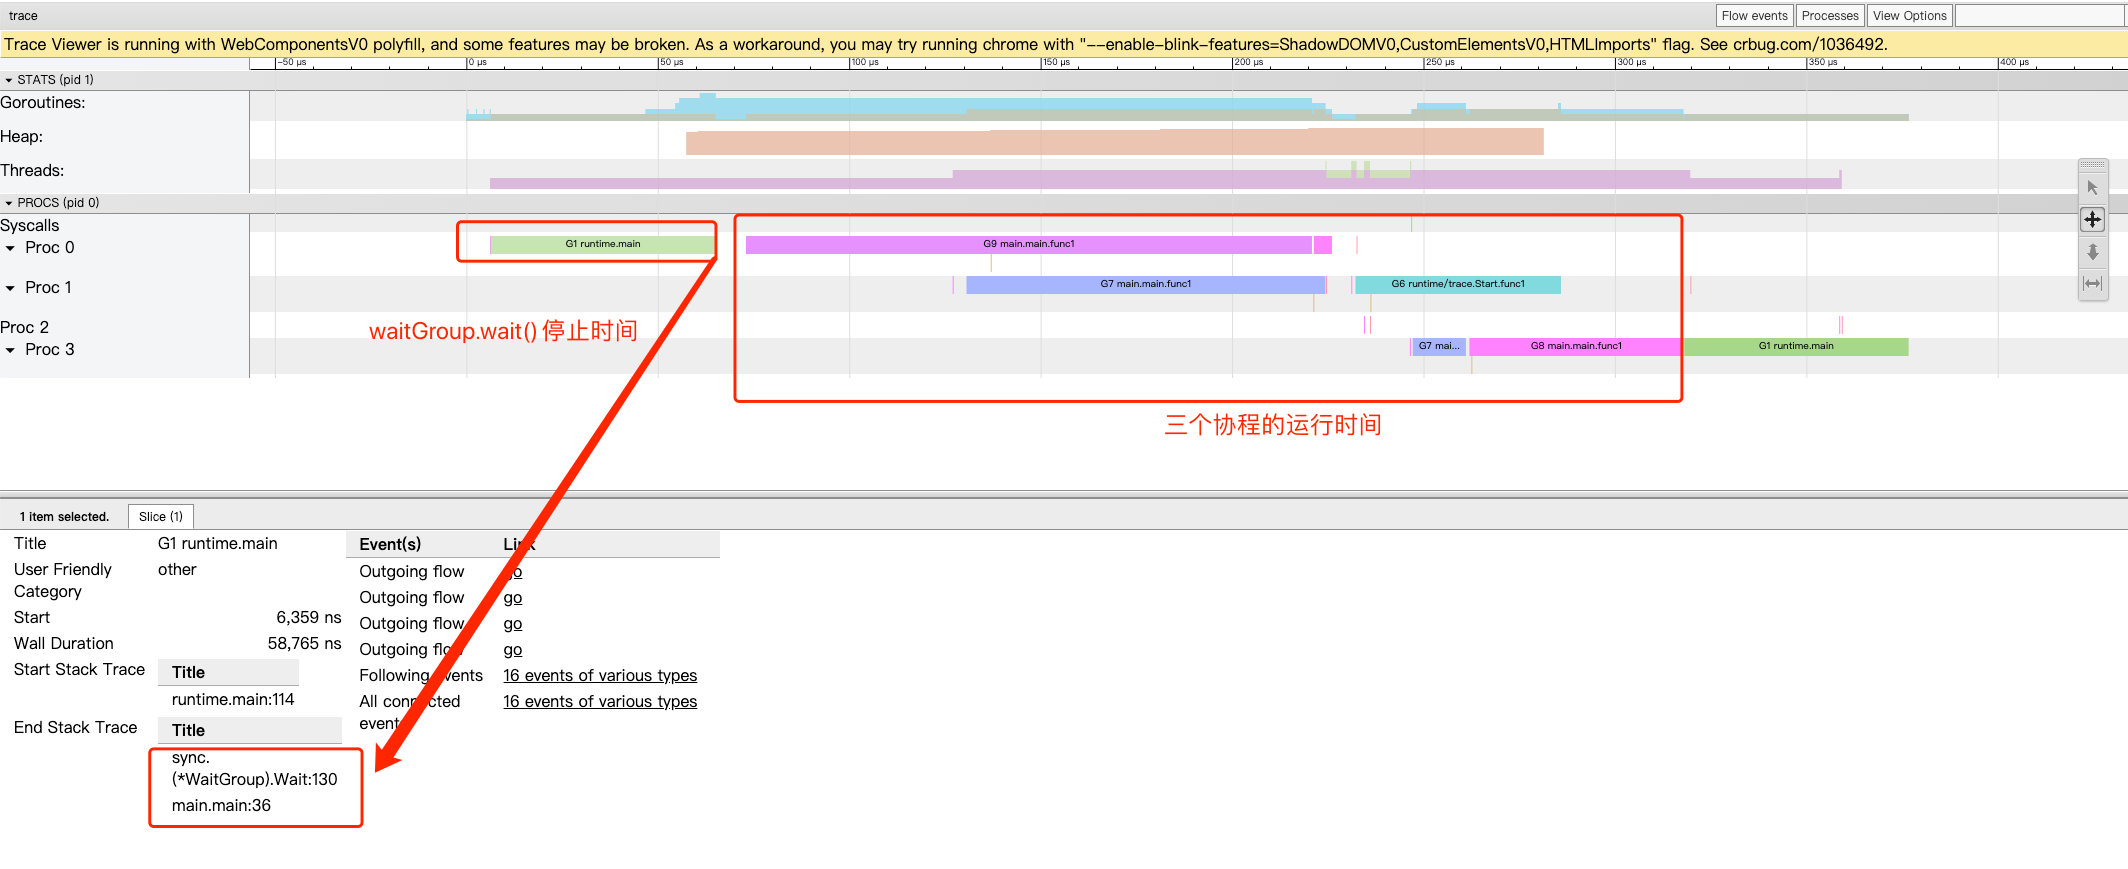 trace
Flow events Processes View Options
Trace Viewer is running with WebComponentsV0 polyfill, and some features may be broken. As a workaround, you may try running chrome with "--enable-blink-features=ShadowDOMV0,CustomElementsV0,HTMLImports" flag. See crbug.com/1036492.
-50 μs 0 μs 50 μs 100 μs 150 μs 200 μs 250 μs 300 μs 350 μs 400 μs
STATS (pid 1)
Goroutines:
Heap:
Threads:
PROCS (pid 0)
Syscalls
Proc 0 G1 runtime.main G9 main.main.func1
Proc 1 G7 main.main.func1 G6 runtime/trace.Start.func1
Proc 2
waitGroup.wait() 停止时间
Proc 3 G7 mai... G8 main.main.func1 G1 runtime.main
三个协程的运行时间
1 item selected. Slice (1)
Title G1 runtime.main
User Friendly Category other
Start 6,359 ns
Wall Duration 58,765 ns
Start Stack Trace Title
runtime.main:114
End Stack Trace Title
sync.
(*WaitGroup).Wait:130
main.main:36
Event(s) Link
Outgoing flow go
Outgoing flow go
Outgoing flow go
Outgoing flow go
Following events 16 events of various types
All connected 16 events of various types
event